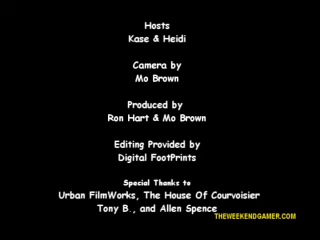 Hosts
Kase & Heidi
Camera by
Mo Brown
Produced by
Ron Hart & Mo Brown
Editing Provided by
Digital FootPrints
Special Thanks to
Urban FilmWorks, The House Of Courvoisier
Tony B., and Allen Spence
THEWEEKENDGAMER.COM